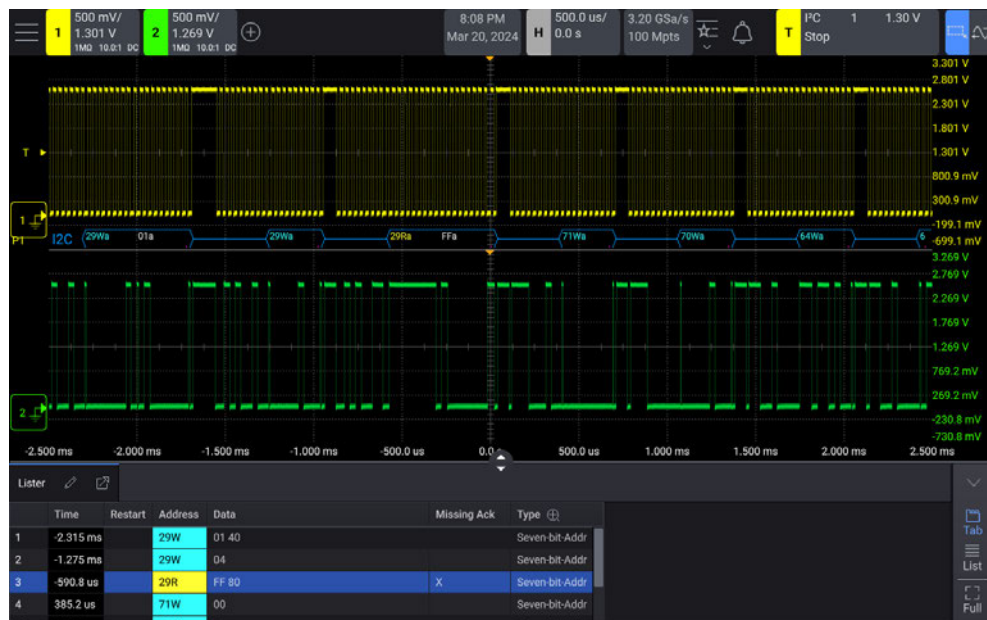 500 mV/ 500 mV/ 8:08 PM 500.0 us/ 3.20 GSa/s I²C 1 1.30 V
1 1.301 V 2 1.269 V Mar 20, 2024 H 0.0 s 100 Mpts T Stop
1MΩ 10.0:1 DC 1MΩ 10.0:1 DC
3.301 V
2.801 V
2.301 V
1.801 V
T 1.301 V
800.9 mV
300.9 mV
1
-199.1 mV
P1 I2C 29Wa 01a 29Wa 29Ra FFa 71Wa 70Wa 64Wa 6
-699.1 mV
3.269 V
2.769 V
2.269 V
1.769 V
1.269 V
769.2 mV
269.2 mV
2
-230.8 mV
-730.8 mV
-2.500 ms -2.000 ms -1.500 ms -1.000 ms -500.0 us 0.0 500.0 us 1.000 ms 1.500 ms 2.000 ms 2.500 ms
Lister
Time Restart Address Data Missing Ack Type
1 -2.315 ms 29W 01 40 Seven-bit-Addr
2 -1.275 ms 29W 04 Seven-bit-Addr
3 -590.8 us 29R FF 80 X Seven-bit-Addr
4 385.2 us 71W 00 Seven-bit-Addr
Tab
List
Full